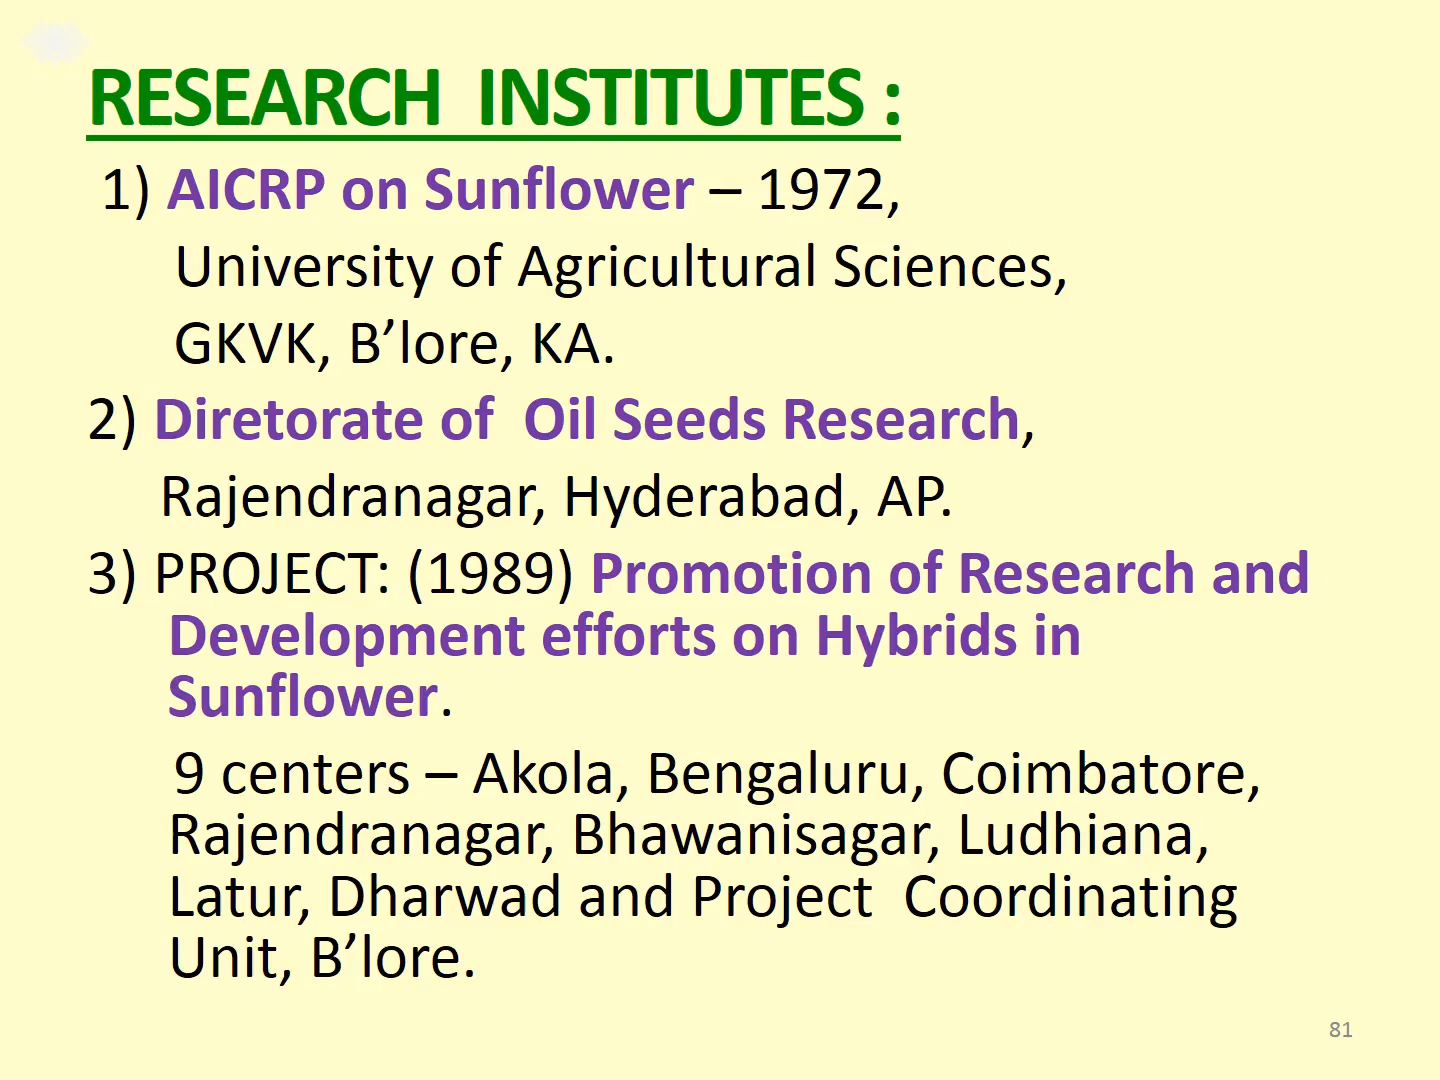 RESEARCH INSTITUTES :
1) AICRP on Sunflower – 1972,
University of Agricultural Sciences,
GKVK, B’lore, KA.
2) Diretorate of Oil Seeds Research,
Rajendranagar, Hyderabad, AP.
3) PROJECT: (1989) Promotion of Research and
Development efforts on Hybrids in
Sunflower.
9 centers – Akola, Bengaluru, Coimbatore,
Rajendranagar, Bhawanisagar, Ludhiana,
Latur, Dharwad and Project Coordinating
Unit, B’lore.
81